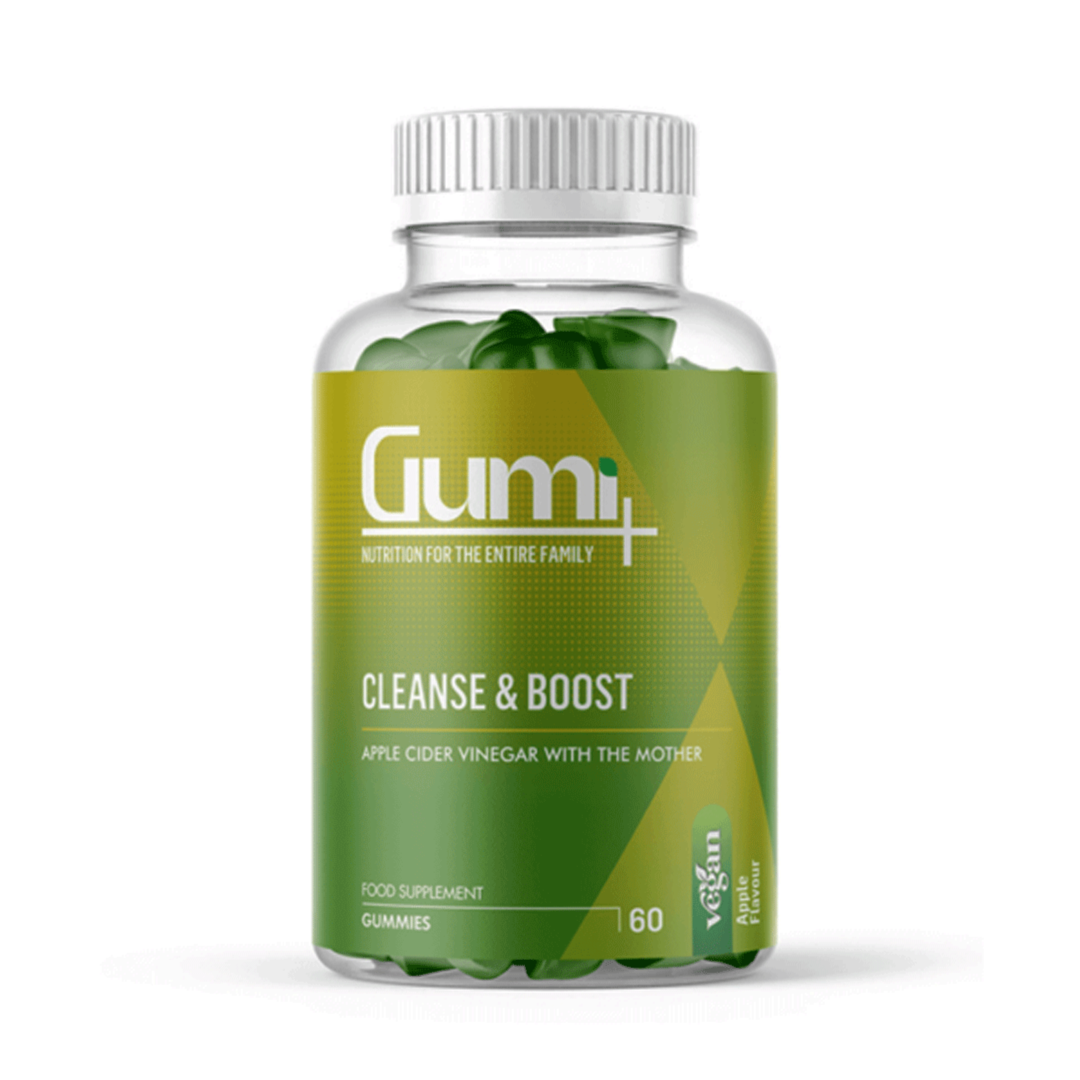 Gumi+
NUTRITION FOR THE ENTIRE FAMILY
CLEANSE & BOOST
APPLE CIDER VINEGAR WITH THE MOTHER
FOOD SUPPLEMENT
GUMMIES
60
vegan
Apple
Flavour